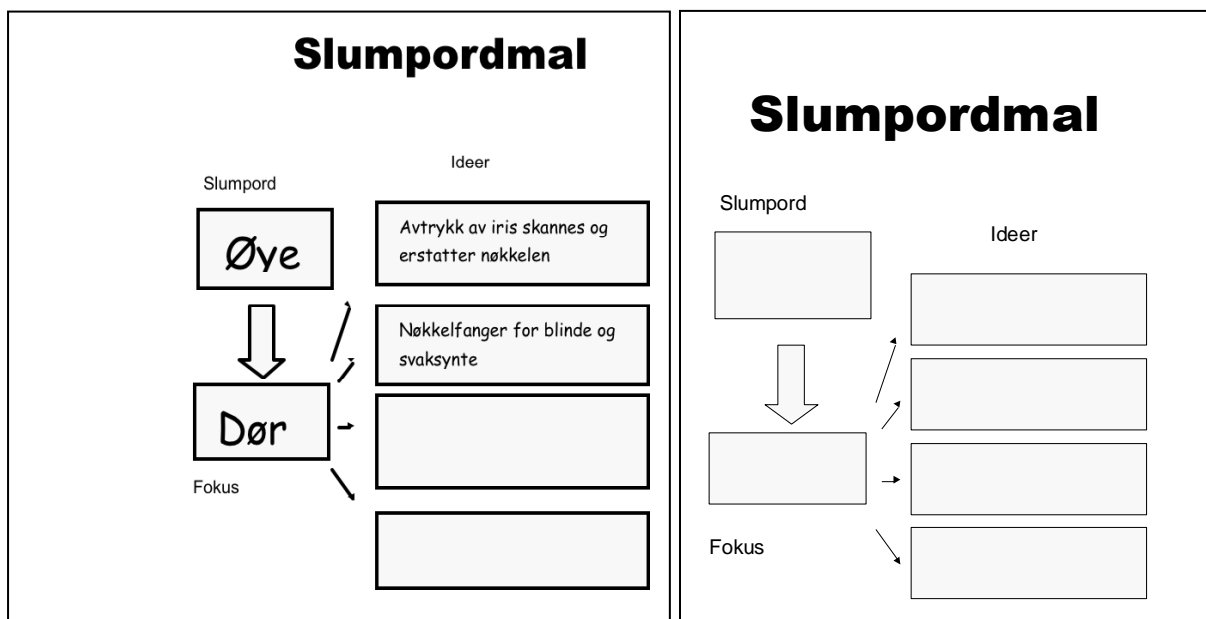 Slumpordmal
Ideer
Slumpord
Øye
Avtrykk av iris skannes og
erstatter nøkkelen
Nøkkelfanger for blinde og
svaksynte
Dør
Fokus
Slumpordmal
Slumpord
Ideer
Fokus